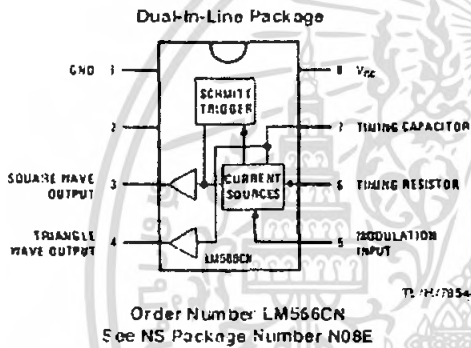 Dual-In-Line Package
GND 1
8 VCC
SCHMITT
TRIGGER
2
7 TIMING CAPACITOR
SQUARE WAVE
OUTPUT 3
CURRENT
SOURCES
6 TIMING RESISTOR
TRIANGLE
WAVE OUTPUT 4
5 MODULATION
INPUT
LM566CN
Order Number LM566CN
See NS Package Number N08E